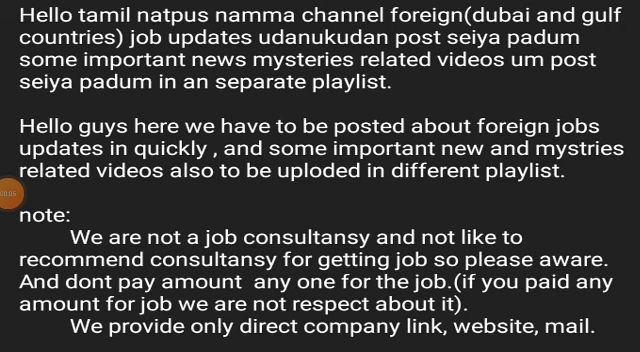 Hello tamil natpus namma channel foreign(dubai and gulf
countries) job updates udanukudan post seiya padum
some important news mysteries related videos um post
seiya padum in an separate playlist.
Hello guys here we have to be posted about foreign jobs
updates in quickly , and some important new and mystries
related videos also to be uploded in different playlist.
00:05
note:
We are not a job consultansy and not like to
recommend consultansy for getting job so please aware.
And dont pay amount  any one for the job.(if you paid any
amount for job we are not respect about it).
We provide only direct company link, website, mail.